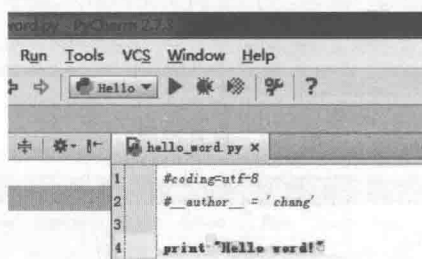 word.py - PyCharm 2.7.3
Run Tools VCS Window Help
Hello
?
hello_word.py ×
1 #coding=utf-8
2 #__author__ = 'chang'
3
4 print "Hello word!"